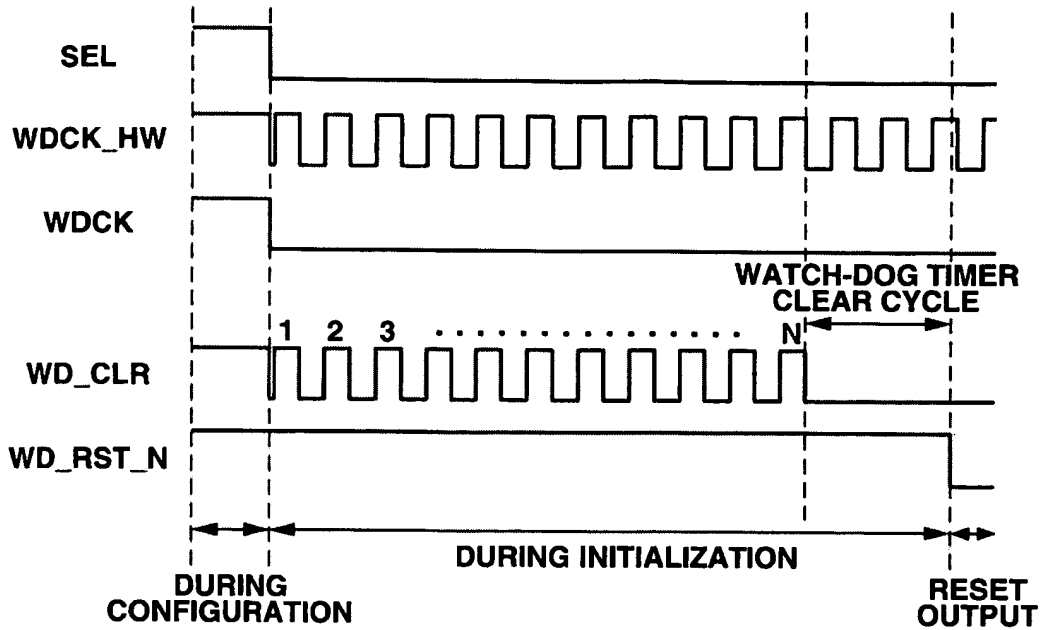 SEL
WDCK_HW
WDCK
WATCH-DOG TIMER
CLEAR CYCLE
1 2 3 . . . . . . . . . . . . . . . . N
WD_CLR
WD_RST_N
DURING INITIALIZATION
DURING
CONFIGURATION
RESET
OUTPUT